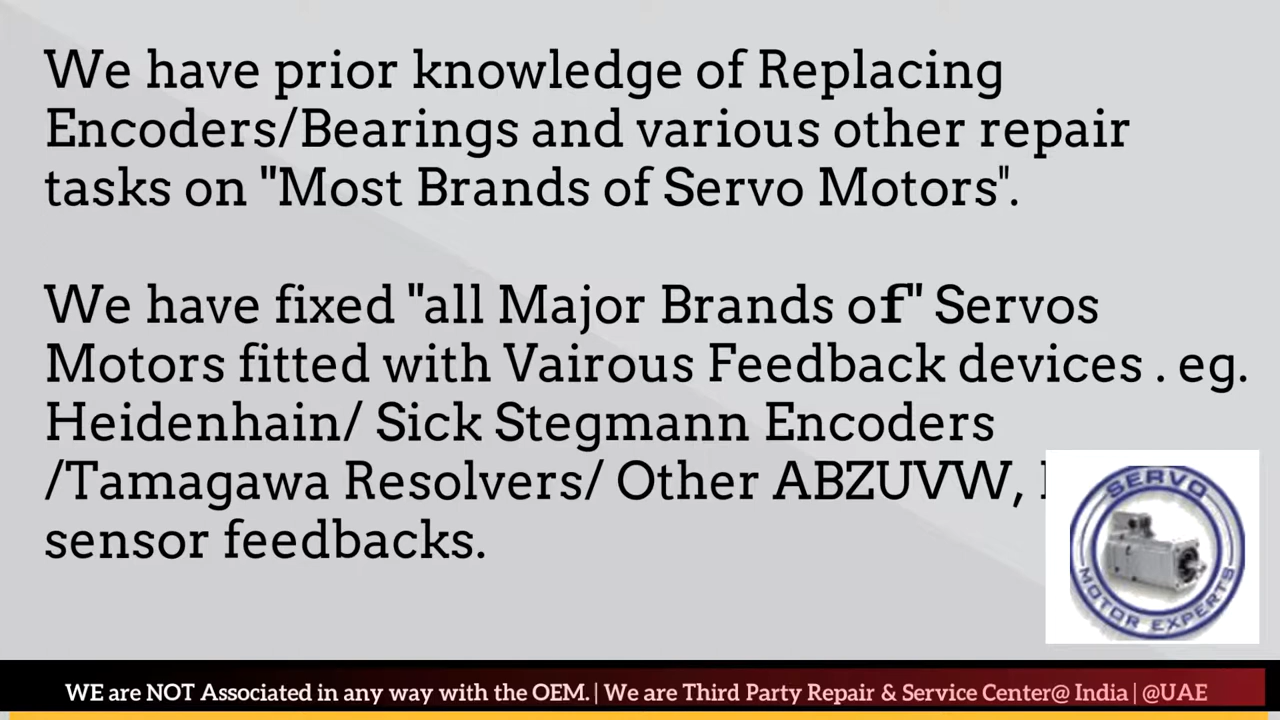 We have prior knowledge of Replacing
Encoders/Bearings and various other repair
tasks on "Most Brands of Servo Motors".
We have fixed "all Major Brands of" Servos
Motors fitted with Vairous Feedback devices . eg.
Heidenhain/ Sick Stegmann Encoders
/Tamagawa Resolvers/ Other ABZUVW,
sensor feedbacks.
SERVO
MOTOR EXPERTS
WE are NOT Associated in any way with the OEM. | We are Third Party Repair & Service Center@ India | @UAE